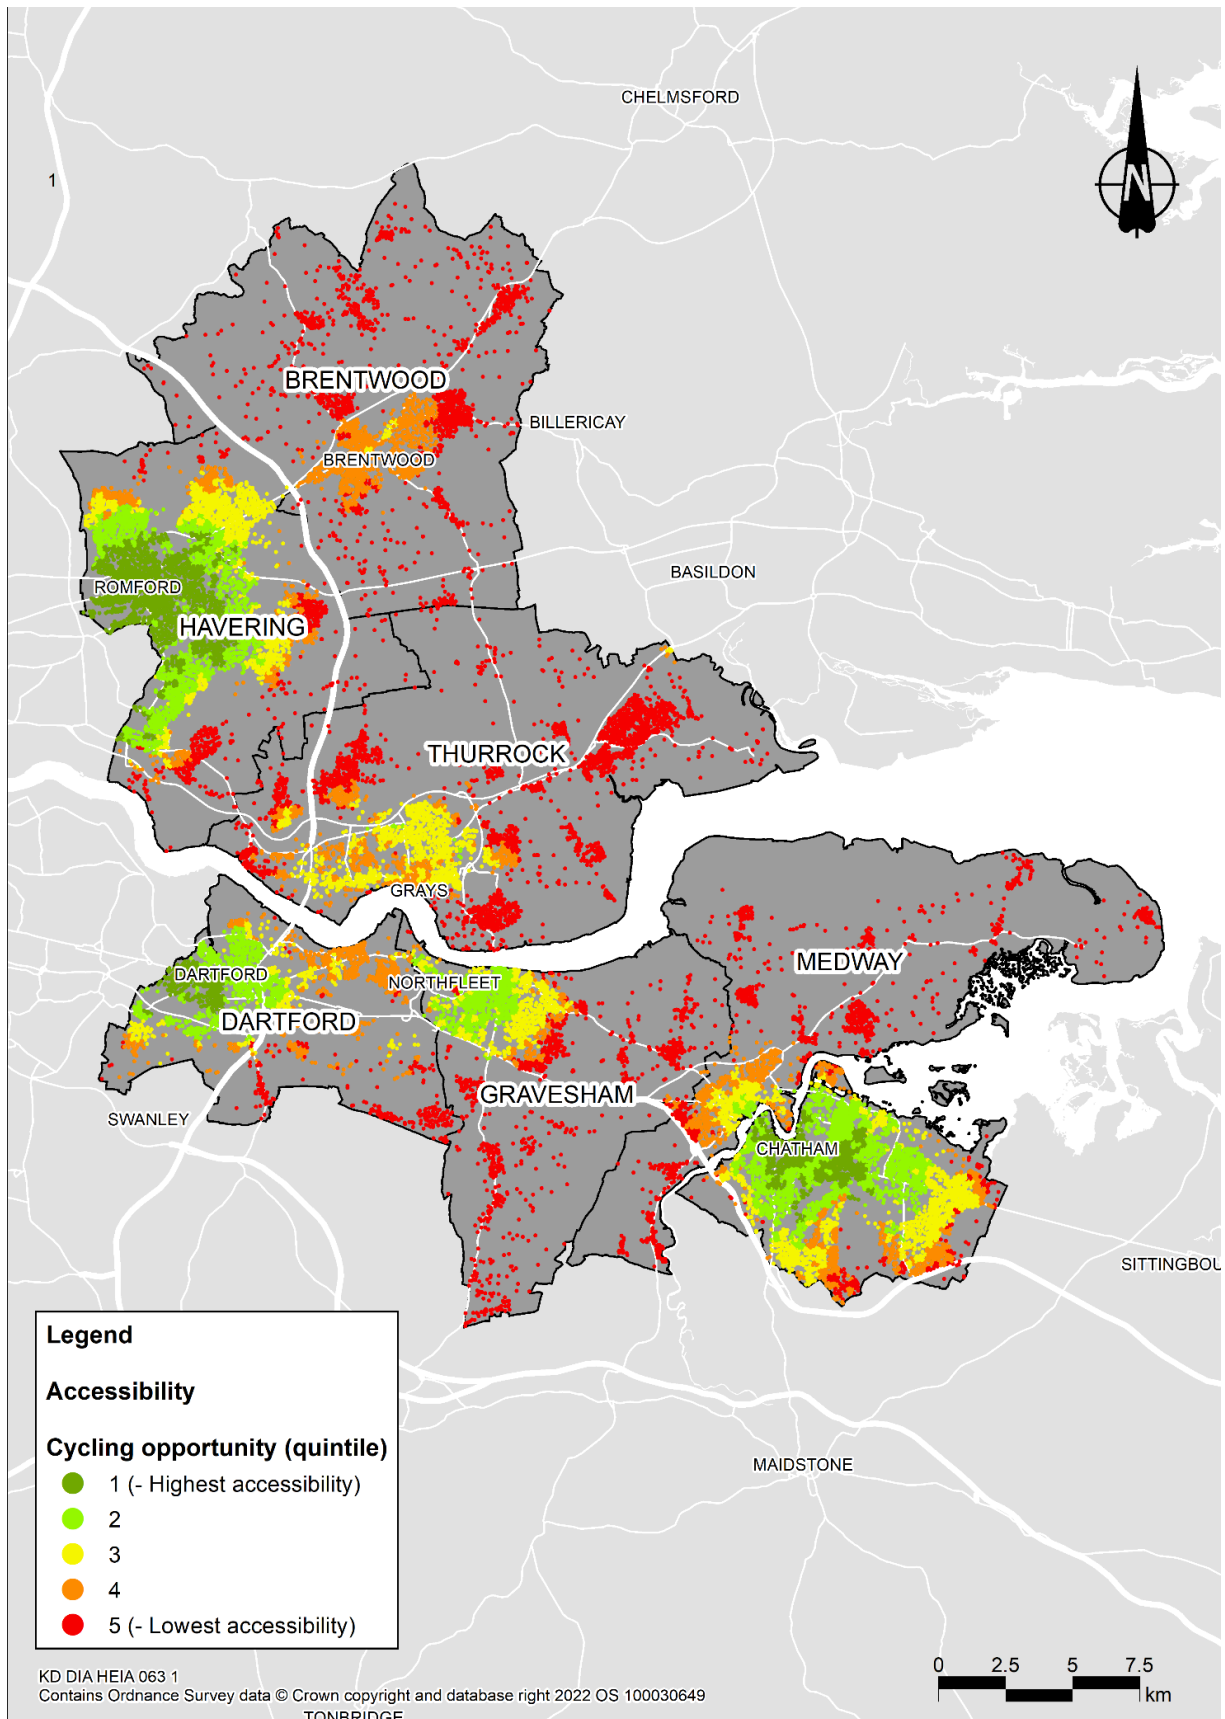 CHELMSFORD
1
N
BRENTWOOD
BILLERICAY
BRENTWOOD
BASILDON
ROMFORD
HAVERING
THURROCK
GRAYS
MEDWAY
DARTFORD
NORTHFLEET
DARTFORD
GRAVESHAM
SWANLEY
CHATHAM
SITTINGBOU
Legend
Accessibility
Cycling opportunity (quintile)
1 (- Highest accessibility)
2
3
4
5 (- Lowest accessibility)
MAIDSTONE
KD DIA HEIA 063 1
Contains Ordnance Survey data © Crown copyright and database right 2022 OS 100030649
TONBRIDGE
0 2.5 5 7.5
km